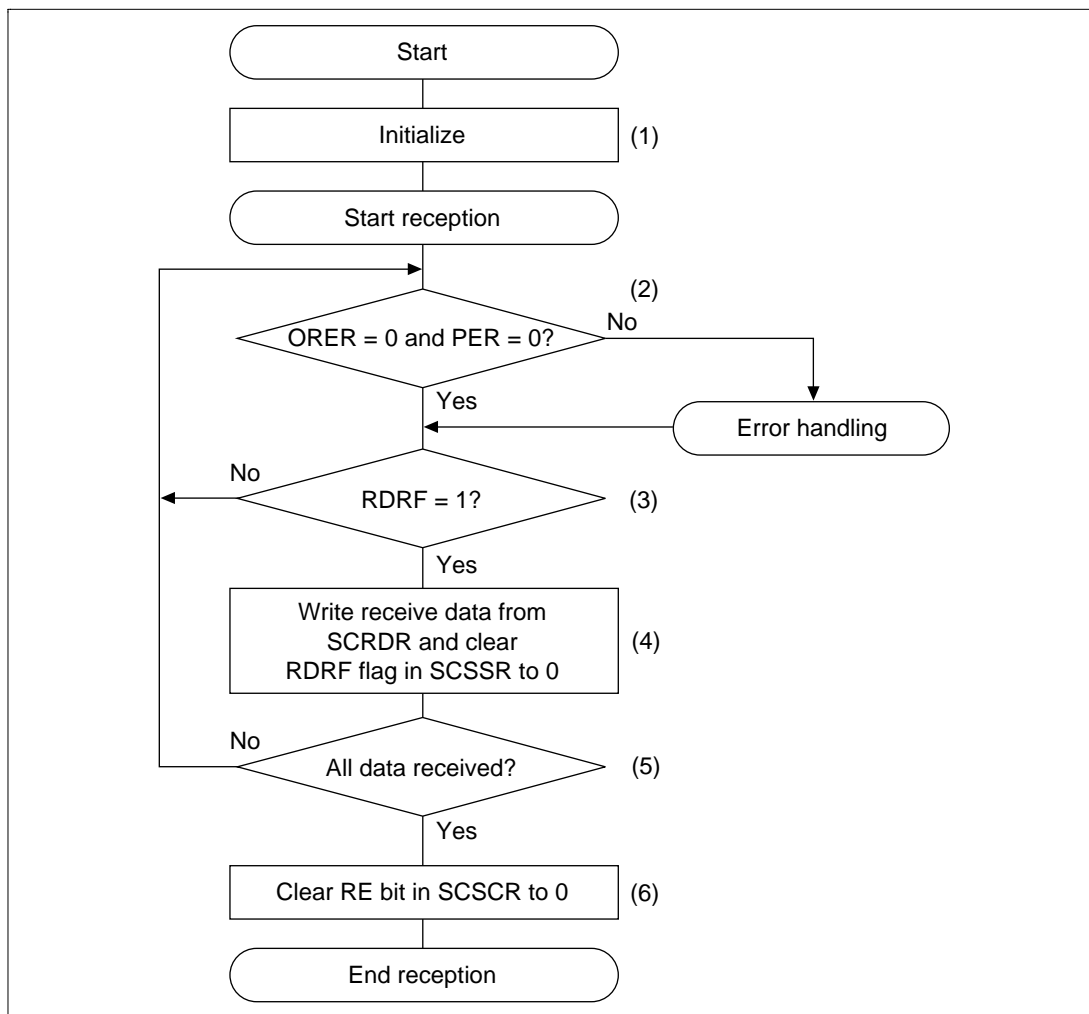 Start
Initialize
(1)
Start reception
(2)
ORER = 0 and PER = 0?
No
Yes
Error handling
No
RDRF = 1?
(3)
Yes
Write receive data from
SCRDR and clear
RDRF flag in SCSSR to 0
(4)
No
All data received?
(5)
Yes
Clear RE bit in SCSCR to 0
(6)
End reception